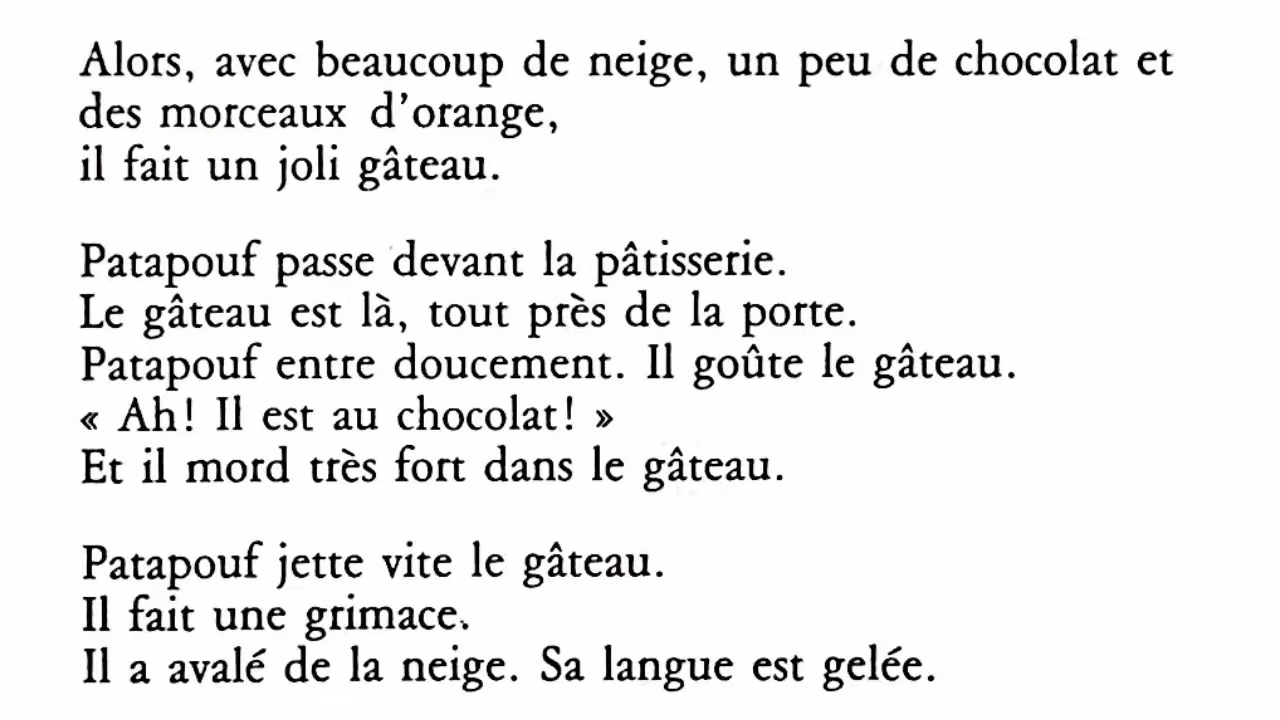 Alors, avec beaucoup de neige, un peu de chocolat et
des morceaux d'orange,
il fait un joli gâteau.
Patapouf passe devant la pâtisserie.
Le gâteau est là, tout près de la porte.
Patapouf entre doucement. Il goûte le gâteau.
« Ah! Il est au chocolat! »
Et il mord très fort dans le gâteau.
Patapouf jette vite le gâteau.
Il fait une grimace.
Il a avalé de la neige. Sa langue est gelée.